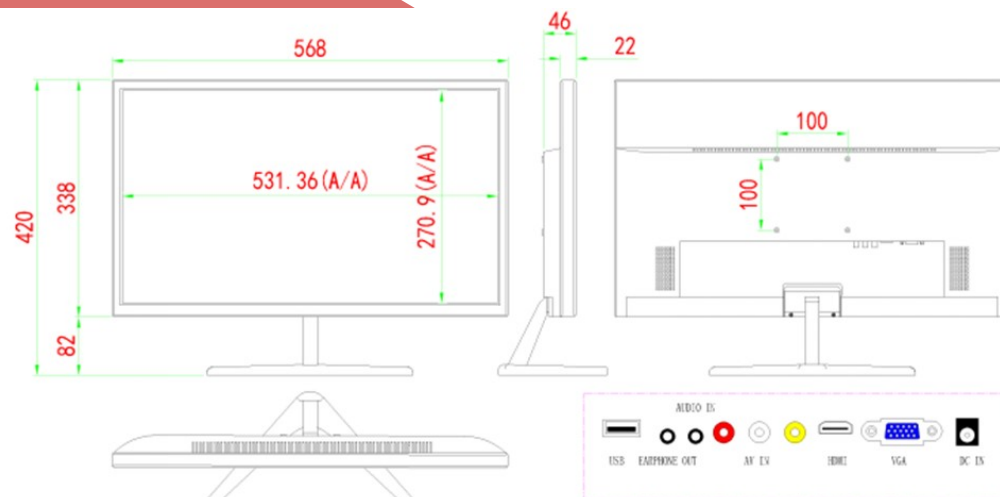 568
46
22
100
531.36(A/A)
270.9(A/A)
420
338
100
82
AUDIO IN
USB
EARPHONE OUT
AV IN
HDMI
VGA
DC IN